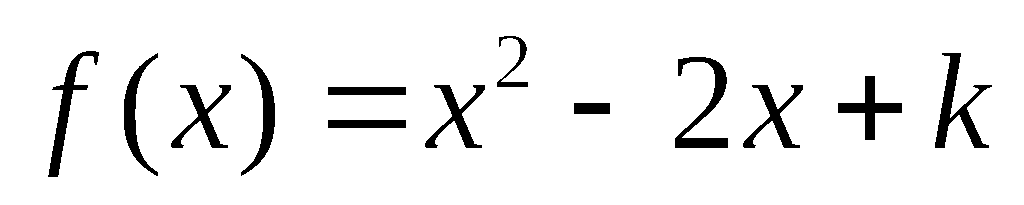 f(x) = x² - 2x + k